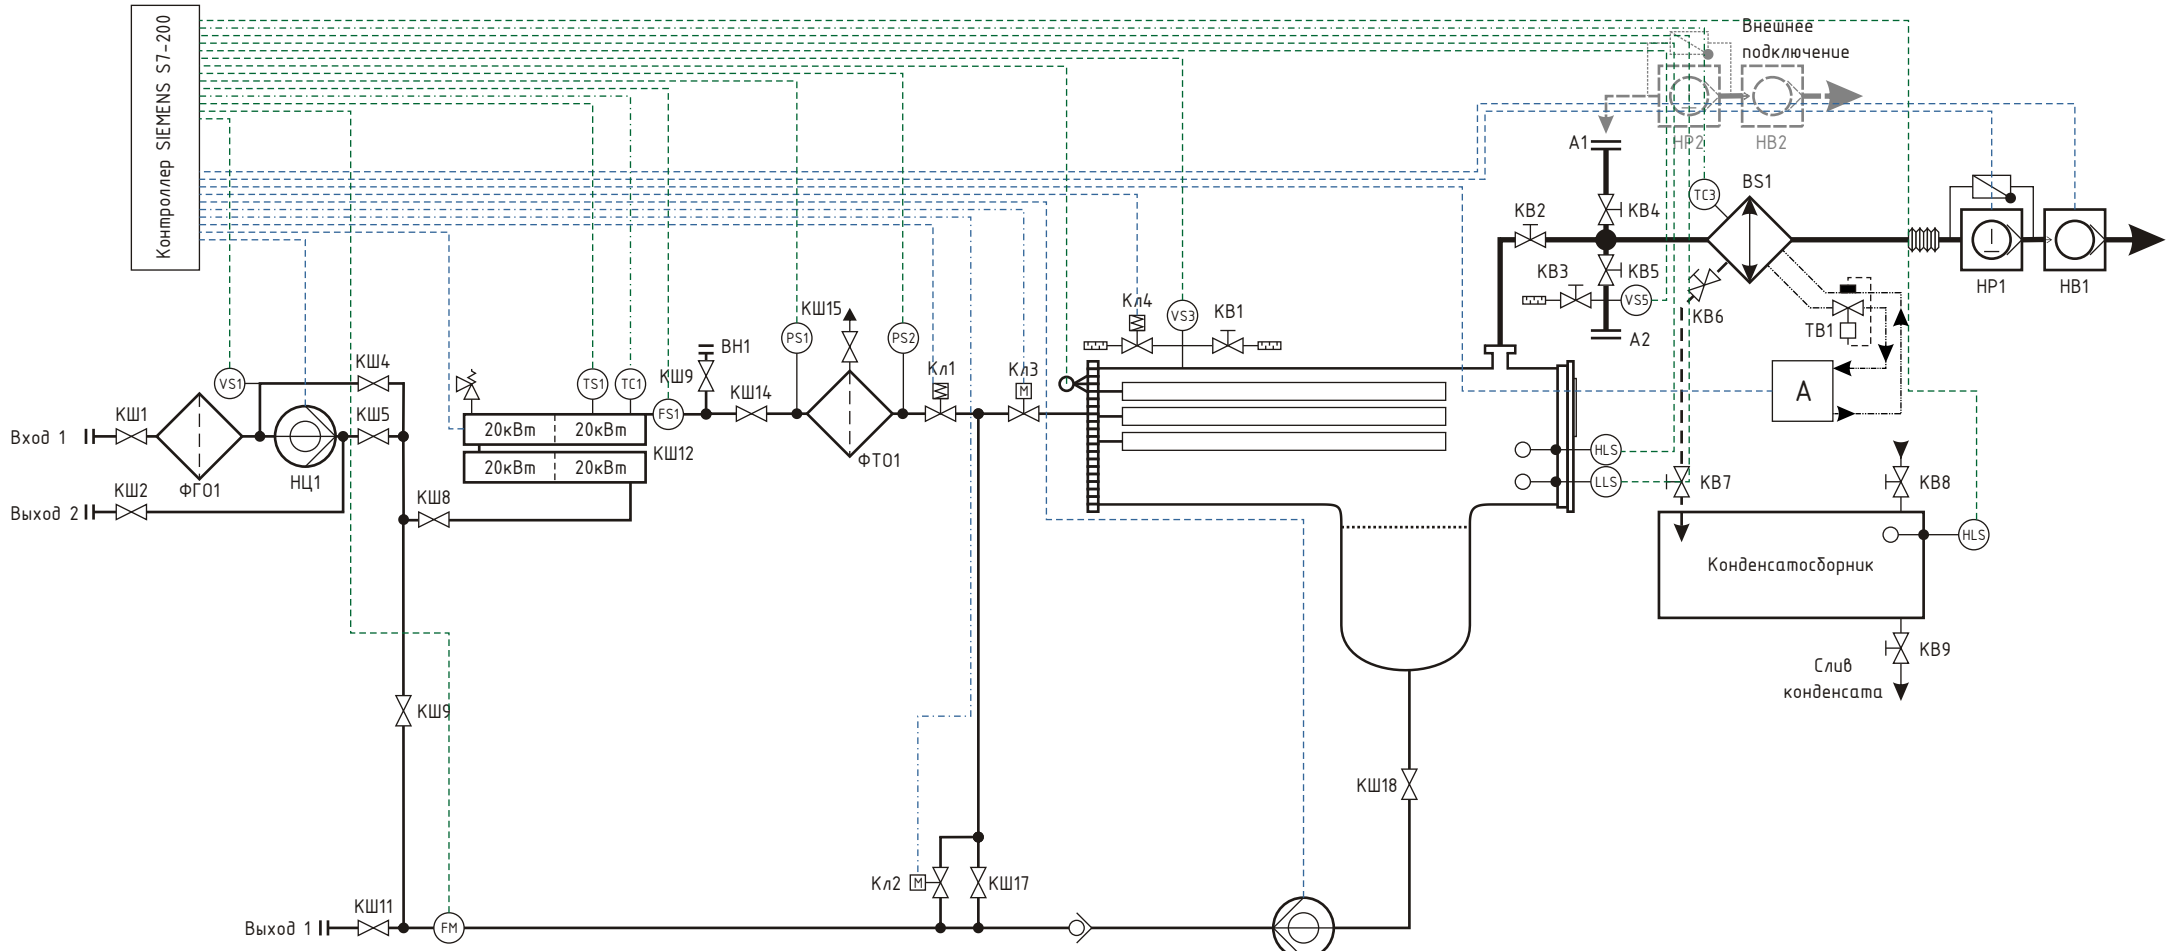 Контроллер SIEMENS S7-200
Внешнее
подключение
НР2
НВ2
А1
КВ4
ТС3
BS1
КВ2
КВ3
КВ5
VS5
А2
КВ6
ТВ1
НР1
НВ1
А
Кл4
VS3
КВ1
КШ15
PS1
PS2
ВН1
КШ9
КШ14
ФТО1
Кл1
Кл3
M
КШ4
VS1
TS1
TC1
FS1
КШ1
КШ5
Вход 1
ФГО1
НЦ1
20кВт
20кВт
20кВт
20кВт
КШ12
КШ2
Выход 2
КШ8
HLS
LLS
КВ7
КВ8
HLS
Конденсатосборник
КВ9
Слив
конденсата
КШ9
КШ18
Кл2
M
КШ17
КШ11
Выход 1
FM